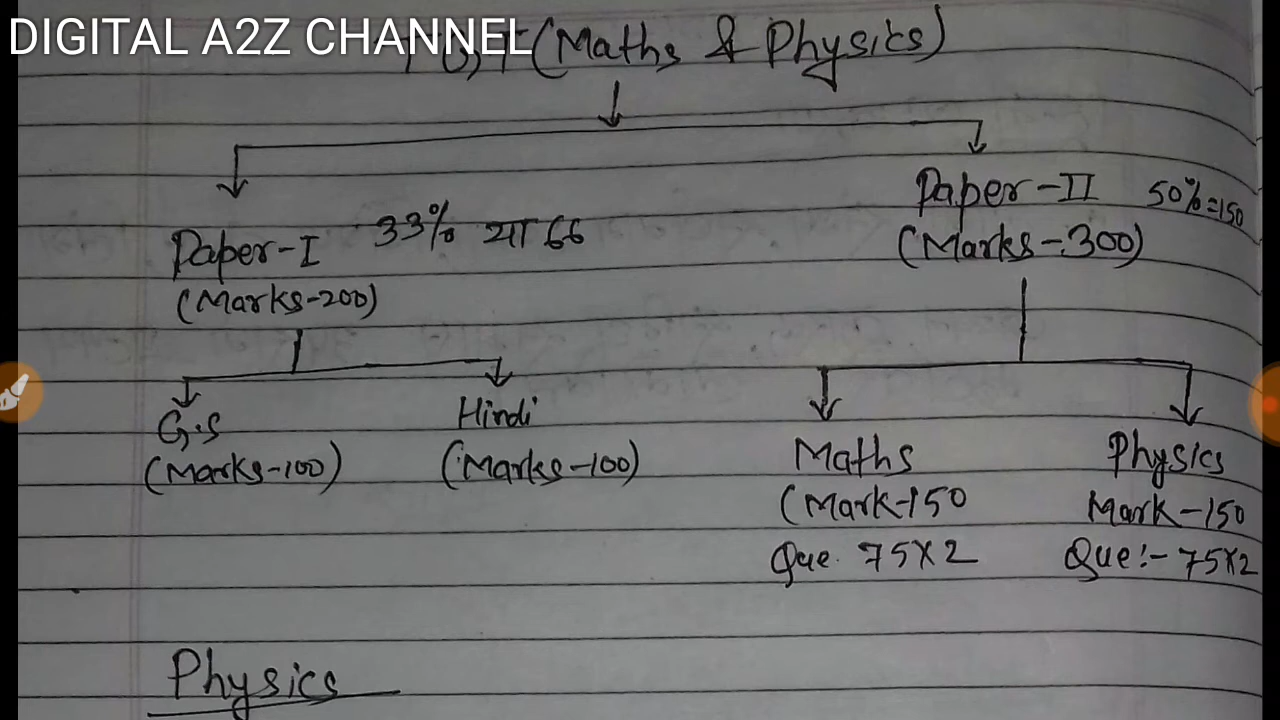 DIGITAL A2Z CHANNEL
(Maths & Physics)
Paper-II 50%=150
(Marks-300)
Paper-I 33% या 66
(Marks-200)
G.S
(Marks-100)
Hindi
(Marks-100)
Maths
(Mark-150
Que. 75X2
Physics
Mark-150
Que:- 75X2
Physics